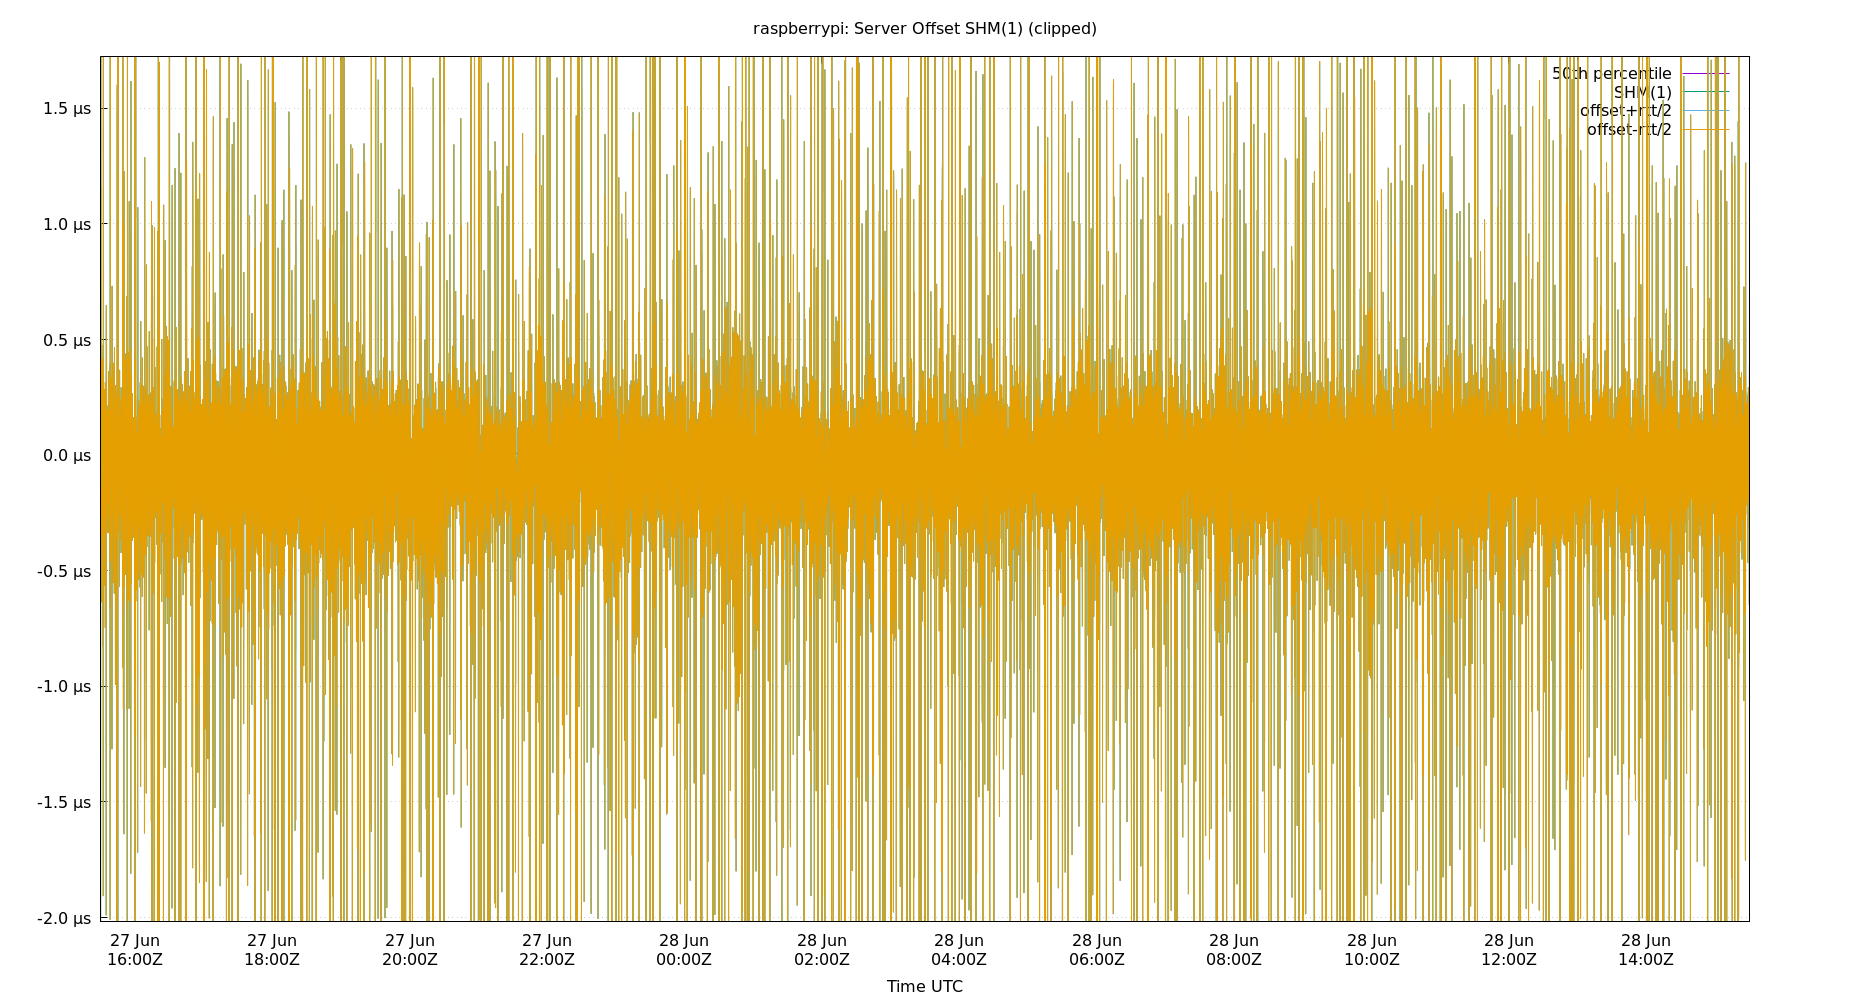 raspberrypi: Server Offset SHM(1) (clipped)
50th percentile
SHM(1)
offset+rtt/2
offset-rtt/2
1.5 µs
1.0 µs
0.5 µs
0.0 µs
-0.5 µs
-1.0 µs
-1.5 µs
-2.0 µs
27 Jun 27 Jun 27 Jun 27 Jun 28 Jun 28 Jun 28 Jun 28 Jun 28 Jun 28 Jun 28 Jun 28 Jun
16:00Z 18:00Z 20:00Z 22:00Z 00:00Z 02:00Z 04:00Z 06:00Z 08:00Z 10:00Z 12:00Z 14:00Z
Time UTC